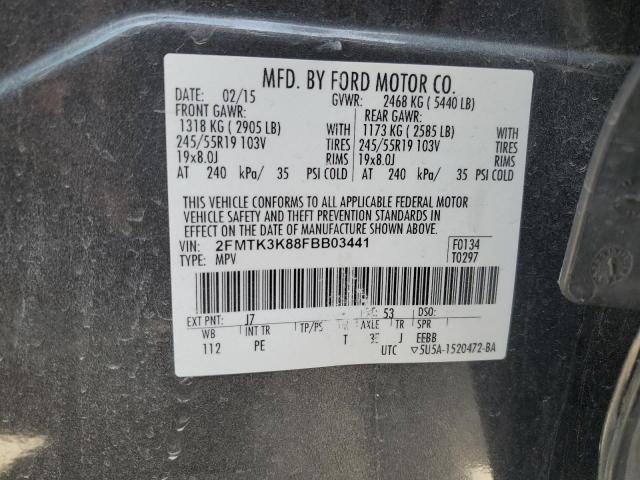 MFD. BY FORD MOTOR CO.
DATE: 02/15 GVWR: 2468 KG ( 5440 LB)
FRONT GAWR: REAR GAWR:
1318 KG ( 2905 LB) WITH 1173 KG ( 2585 LB) WITH
245/55R19 103V TIRES 245/55R19 103V TIRES
19x8.0J RIMS 19x8.0J RIMS
AT 240 kPa/ 35 PSI COLD AT 240 kPa/ 35 PSI COLD
THIS VEHICLE CONFORMS TO ALL APPLICABLE FEDERAL MOTOR
VEHICLE SAFETY AND THEFT PREVENTION STANDARDS IN
EFFECT ON THE DATE OF MANUFACTURE SHOWN ABOVE.
VIN: 2FMTK3K88FBB03441 F0134
TYPE: MPV T0297
EXT PNT: J7 53 DSO:
WB INT TR TP/PS AXLE TR SPR
112 PE T J EEBB
UTC ▽5U5A-1520472-BA